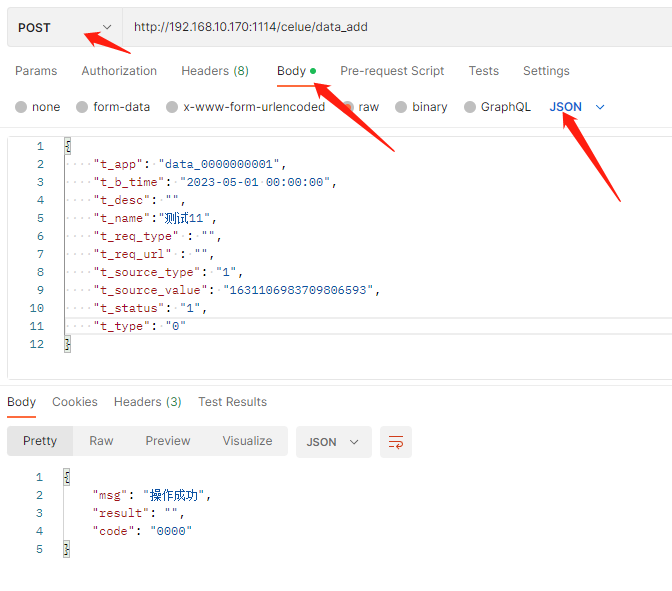 POST http://192.168.10.170:1114/celue/data_add
Params Authorization Headers (8) Body Pre-request Script Tests Settings
none form-data x-www-form-urlencoded raw binary GraphQL JSON
1 {
2 "t_app": "data_0000000001",
3 "t_b_time": "2023-05-01 00:00:00",
4 "t_desc": "",
5 "t_name":"测试11",
6 "t_req_type" : "",
7 "t_req_url" : "",
8 "t_source_type": "1",
9 "t_source_value": "1631106983709806593",
10 "t_status": "1",
11 "t_type": "0"
12 }
Body Cookies Headers (3) Test Results
Pretty Raw Preview Visualize JSON
1 {
2 "msg": "操作成功",
3 "result": "",
4 "code": "0000"
5 }